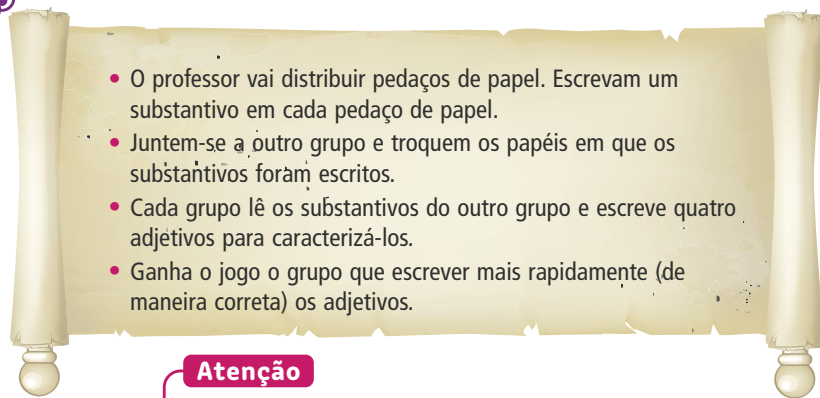 • O professor vai distribuir pedaços de papel. Escrevam um
substantivo em cada pedaço de papel.
• Juntem-se a outro grupo e troquem os papéis em que os
substantivos foram escritos.
• Cada grupo lê os substantivos do outro grupo e escreve quatro
adjetivos para caracterizá-los.
• Ganha o jogo o grupo que escrever mais rapidamente (de
maneira correta) os adjetivos.
Atenção